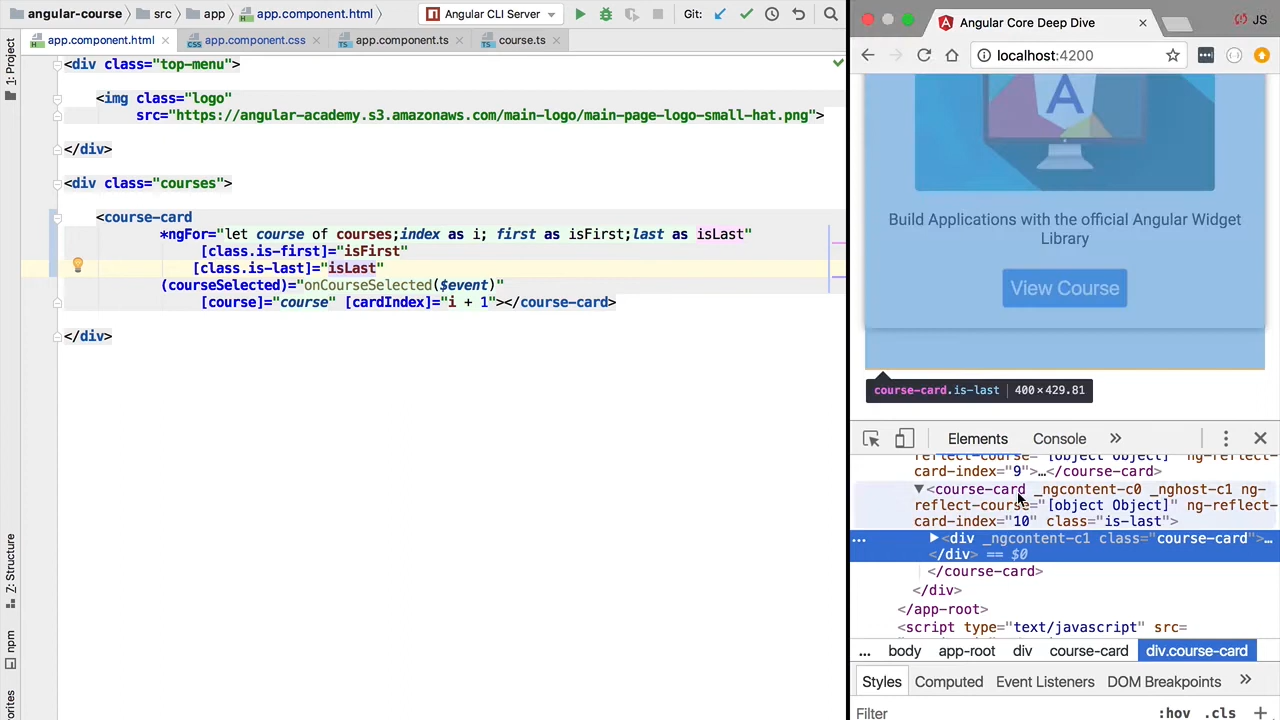 angular-course src app app.component.html Angular CLI Server Git:
app.component.html app.component.css app.component.ts course.ts
1: Project
Z: Structure
npm
<div class="top-menu">
<img class="logo"
src="https://angular-academy.s3.amazonaws.com/main-logo/main-page-logo-small-hat.png">
</div>
<div class="courses">
<course-card
*ngFor="let course of courses;index as i; first as isFirst;last as isLast"
[class.is-first]="isFirst"
[class.is-last]="isLast"
(courseSelected)="onCourseSelected($event)"
[course]="course" [cardIndex]="i + 1"></course-card>
</div>
Angular Core Deep Dive JS
localhost:4200
Build Applications with the official Angular Widget
Library
View Course
course-card.is-last 400×429.81
Elements Console »
reflect-course="[object Object]" ng-reflect-
card-index="9">…</course-card>
<course-card _ngcontent-c0 _nghost-c1 ng-
reflect-course="[object Object]" ng-reflect-
card-index="10" class="is-last">
<div _ngcontent-c1 class="course-card">…
</div> == $0
</course-card>
</div>
</app-root>
<script type="text/javascript" src=
... body app-root div course-card div.course-card
Styles Computed Event Listeners DOM Breakpoints »
Filter :hov .cls +